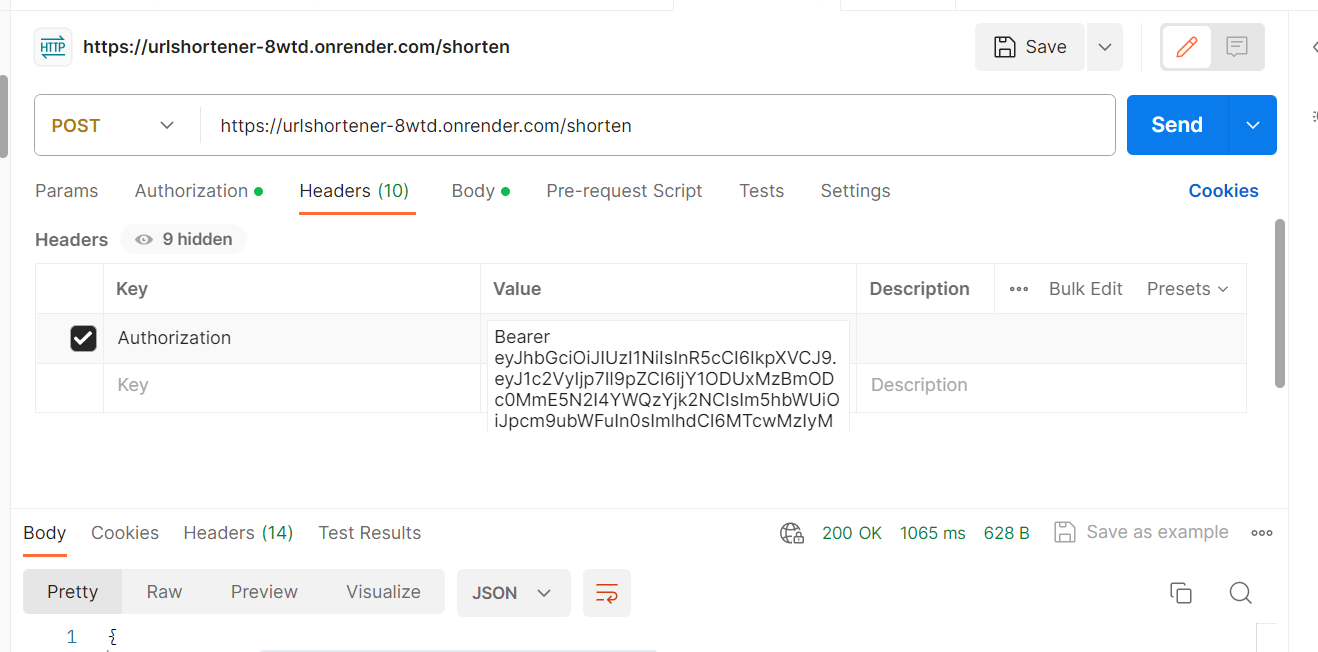 HTTP https://urlshortener-8wtd.onrender.com/shorten Save
POST https://urlshortener-8wtd.onrender.com/shorten Send
Params Authorization Headers (10) Body Pre-request Script Tests Settings Cookies
Headers 9 hidden
Key Value Description Bulk Edit Presets
Authorization Bearer
eyJhbGciOiJIUzI1NiIsInR5cCI6IkpXVCJ9.
eyJ1c2VyIjp7Il9pZCI6IjY1ODUxMzBmOD
c0MmE5N2I4YWQzYjk2NCIsIm5hbWUiO
iJpcm9ubWFuIn0sImlhdCI6MTcwMzIyM
Key Description
Body Cookies Headers (14) Test Results 200 OK 1065 ms 628 B Save as example
Pretty Raw Preview Visualize JSON
1 {